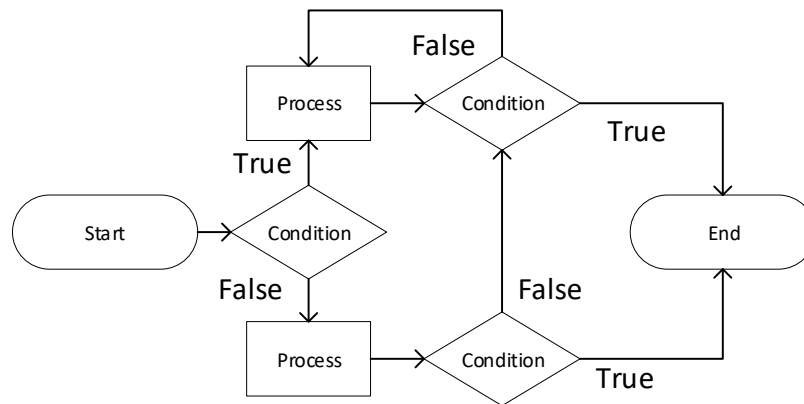 False
Process
Condition
True
True
Start
Condition
End
False
False
Process
Condition
True